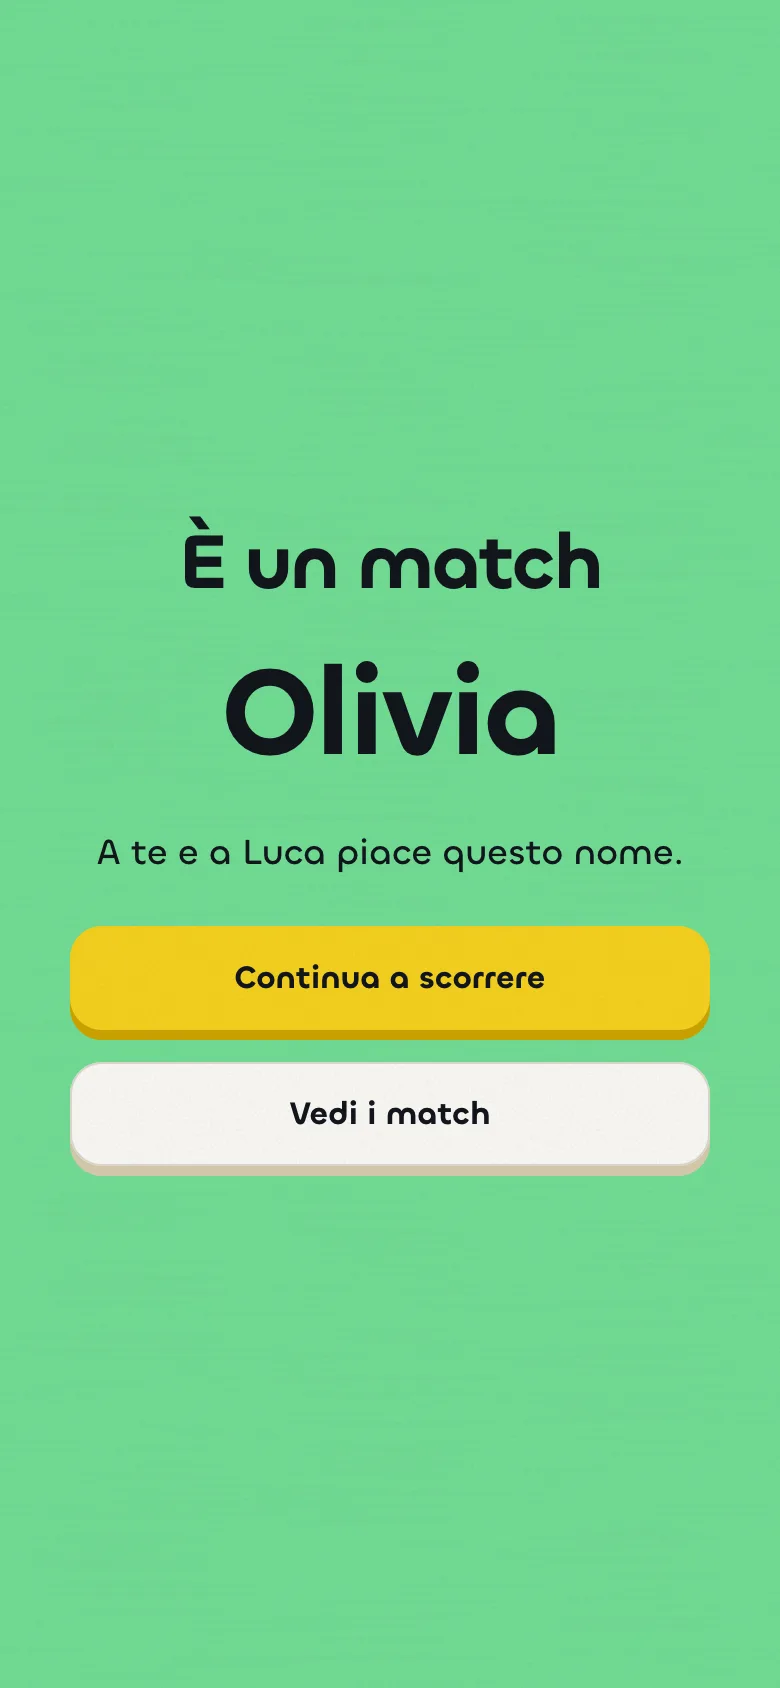 È un match
Olivia
A te e a Luca piace questo nome.
Continua a scorrere
Vedi i match